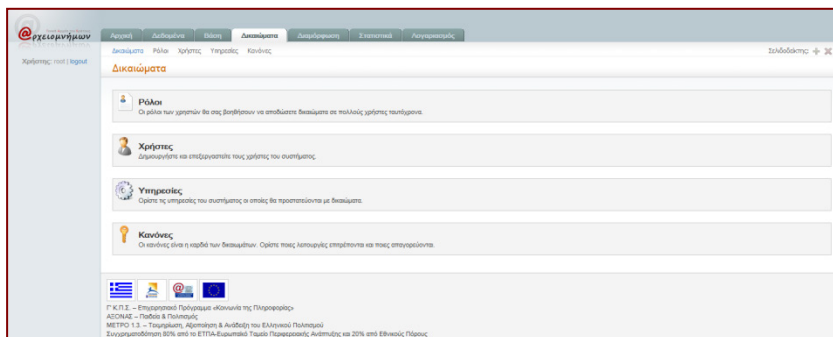 @ρχειομνήμων
Αρχική Δεδομένα Βάση Δικαιώματα Διαμόρφωση Στατιστικά Λογαριασμός
Δικαιώματα Ρόλοι Χρήστες Υπηρεσίες Κανόνες
Σελιδοδείκτης:
Χρήστης: root | logout
Δικαιώματα
Ρόλοι
Οι ρόλοι των χρηστών θα σας βοηθήσουν να αποδώσετε δικαιώματα σε πολλούς χρήστες ταυτόχρονα.
Χρήστες
Δημιουργήστε και επεξεργαστείτε τους χρήστες του συστήματος.
Υπηρεσίες
Ορίστε τις υπηρεσίες του συστήματος οι οποίες θα προστατεύονται με δικαιώματα.
Κανόνες
Οι κανόνες είναι η καρδιά των δικαιωμάτων. Ορίστε ποιες λειτουργίες επιτρέπονται και ποιες απαγορεύονται.
Γ' Κ.Π.Σ. – Επιχειρησιακό Πρόγραμμα «Κοινωνία της Πληροφορίας»
ΑΞΟΝΑΣ – Παιδεία & Πολιτισμός
ΜΕΤΡΟ 1.3. – Τεκμηρίωση, Αξιοποίηση & Ανάδειξη του Ελληνικού Πολιτισμού
Συγχρηματοδότηση 80% από το ΕΤΠΑ-Ευρωπαϊκό Ταμείο Περιφερειακής Ανάπτυξης και 20% από Εθνικούς Πόρους